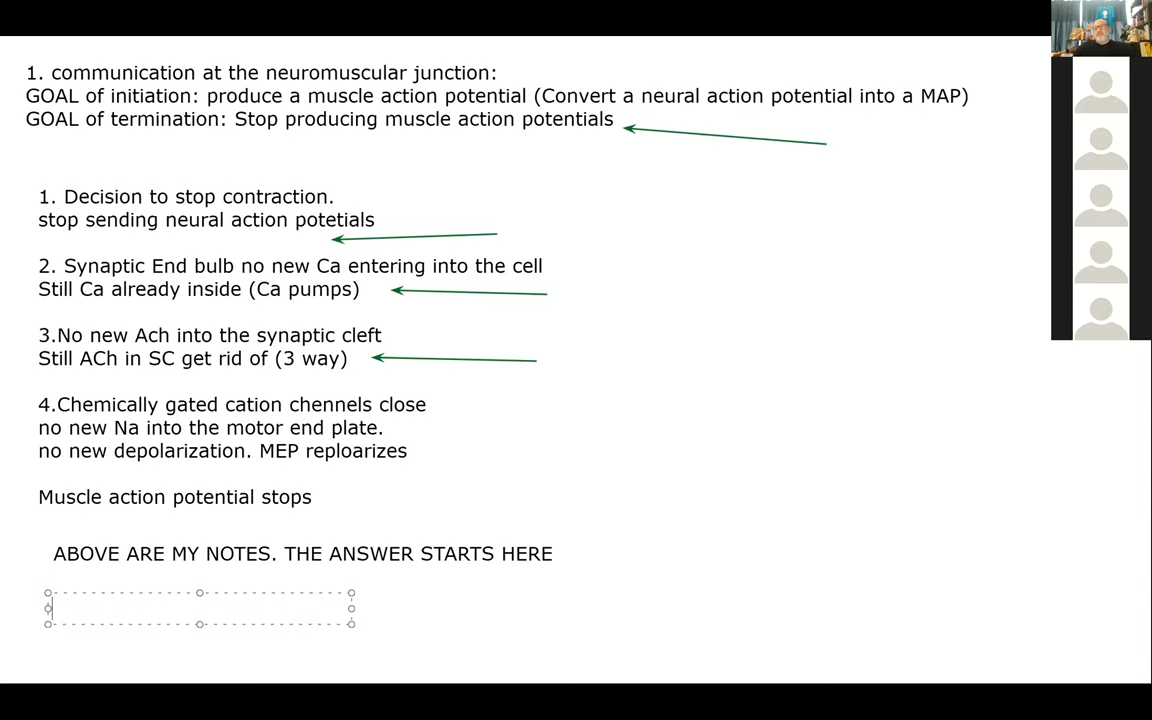 1. communication at the neuromuscular junction:
GOAL of initiation: produce a muscle action potential (Convert a neural action potential into a MAP)
GOAL of termination: Stop producing muscle action potentials
1. Decision to stop contraction.
stop sending neural action potetials
2. Synaptic End bulb no new Ca entering into the cell
Still Ca already inside (Ca pumps)
3.No new Ach into the synaptic cleft
Still ACh in SC get rid of (3 way)
4.Chemically gated cation chennels close
no new Na into the motor end plate.
no new depolarization. MEP reploarizes
Muscle action potential stops
ABOVE ARE MY NOTES. THE ANSWER STARTS HERE